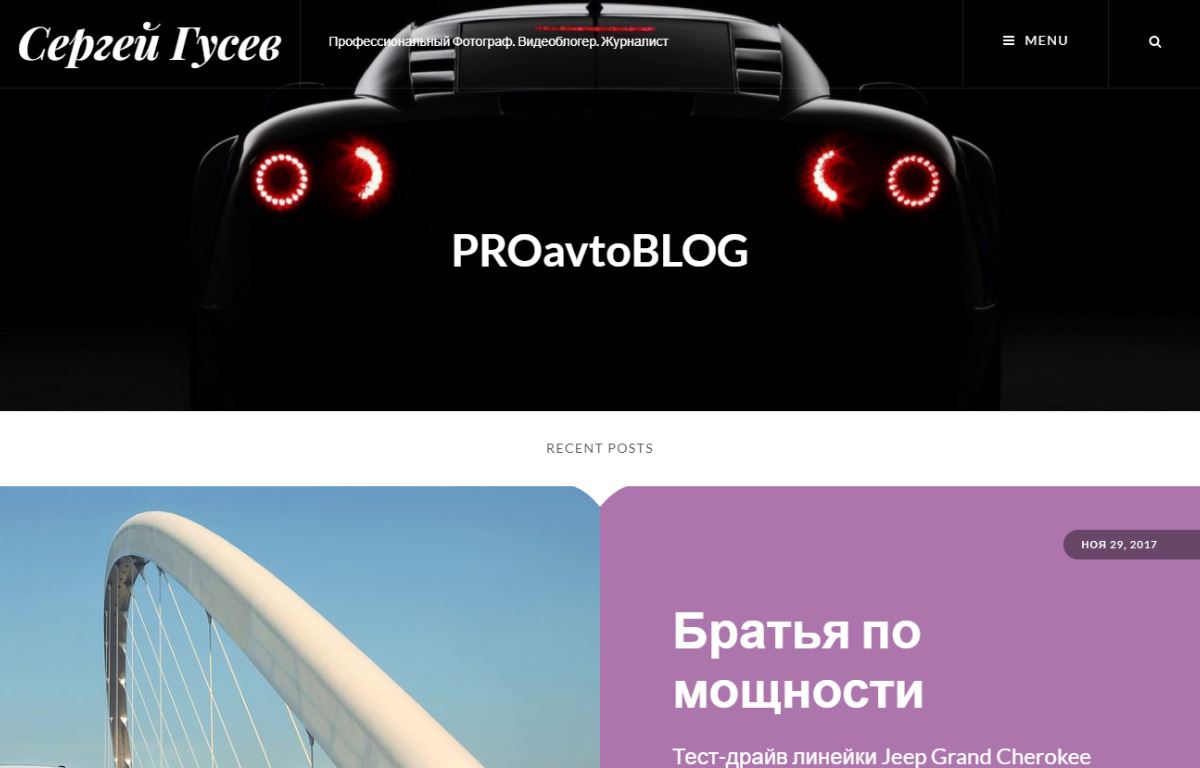 Сергей Гусев
Профессиональный Фотограф. Видеоблогер. Журналист
MENU
PROavtoBLOG
RECENT POSTS
НОЯ 29, 2017
Братья по
мощности
Тест-драйв линейки Jeep Grand Cherokee